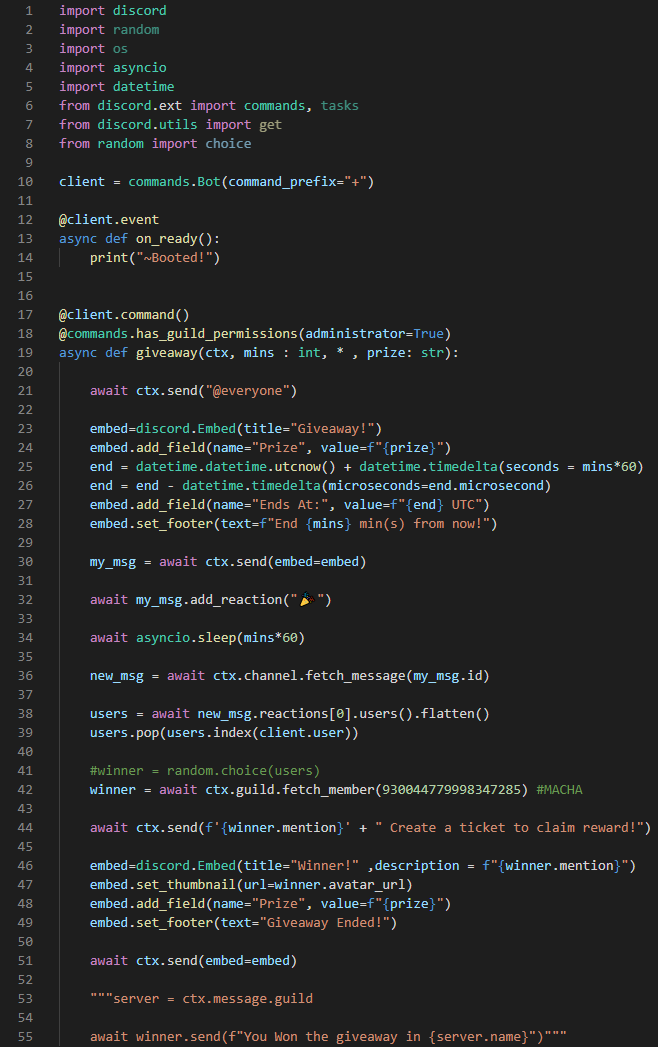 1 import discord
2 import random
3 import os
4 import asyncio
5 import datetime
6 from discord.ext import commands, tasks
7 from discord.utils import get
8 from random import choice
9
10 client = commands.Bot(command_prefix="+")
11
12 @client.event
13 async def on_ready():
14     print("~Booted!")
15
16
17 @client.command()
18 @commands.has_guild_permissions(administrator=True)
19 async def giveaway(ctx, mins : int, * , prize: str):
20
21     await ctx.send("@everyone")
22
23     embed=discord.Embed(title="Giveaway!")
24     embed.add_field(name="Prize", value=f"{prize}")
25     end = datetime.datetime.utcnow() + datetime.timedelta(seconds = mins*60)
26     end = end - datetime.timedelta(microseconds=end.microsecond)
27     embed.add_field(name="Ends At:", value=f"{end} UTC")
28     embed.set_footer(text=f"End {mins} min(s) from now!")
29
30     my_msg = await ctx.send(embed=embed)
31
32     await my_msg.add_reaction("🎉")
33
34     await asyncio.sleep(mins*60)
35
36     new_msg = await ctx.channel.fetch_message(my_msg.id)
37
38     users = await new_msg.reactions[0].users().flatten()
39     users.pop(users.index(client.user))
40
41     #winner = random.choice(users)
42     winner = await ctx.guild.fetch_member(930044779998347285) #MACHA
43
44     await ctx.send(f'{winner.mention}' + " Create a ticket to claim reward!")
45
46     embed=discord.Embed(title="Winner!" ,description = f"{winner.mention}")
47     embed.set_thumbnail(url=winner.avatar_url)
48     embed.add_field(name="Prize", value=f"{prize}")
49     embed.set_footer(text="Giveaway Ended!")
50
51     await ctx.send(embed=embed)
52
53     """server = ctx.message.guild
54
55     await winner.send(f"You Won the giveaway in {server.name}")"""